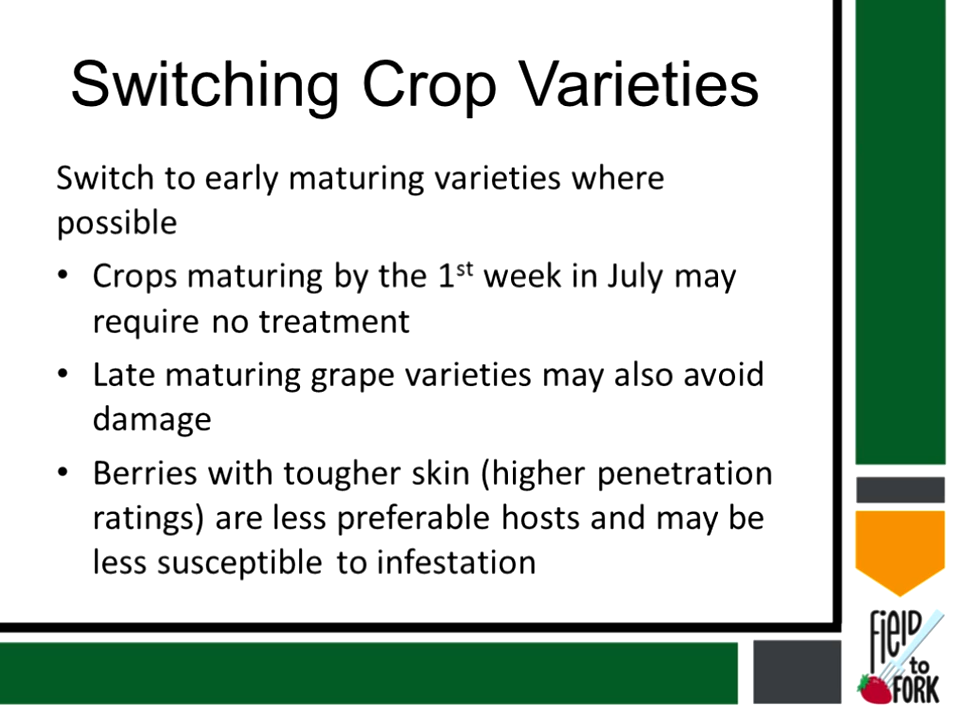 Switching Crop Varieties
Switch to early maturing varieties where
possible
• Crops maturing by the 1st week in July may
require no treatment
• Late maturing grape varieties may also avoid
damage
• Berries with tougher skin (higher penetration
ratings) are less preferable hosts and may be
less susceptible to infestation
FiELD
to
FORK